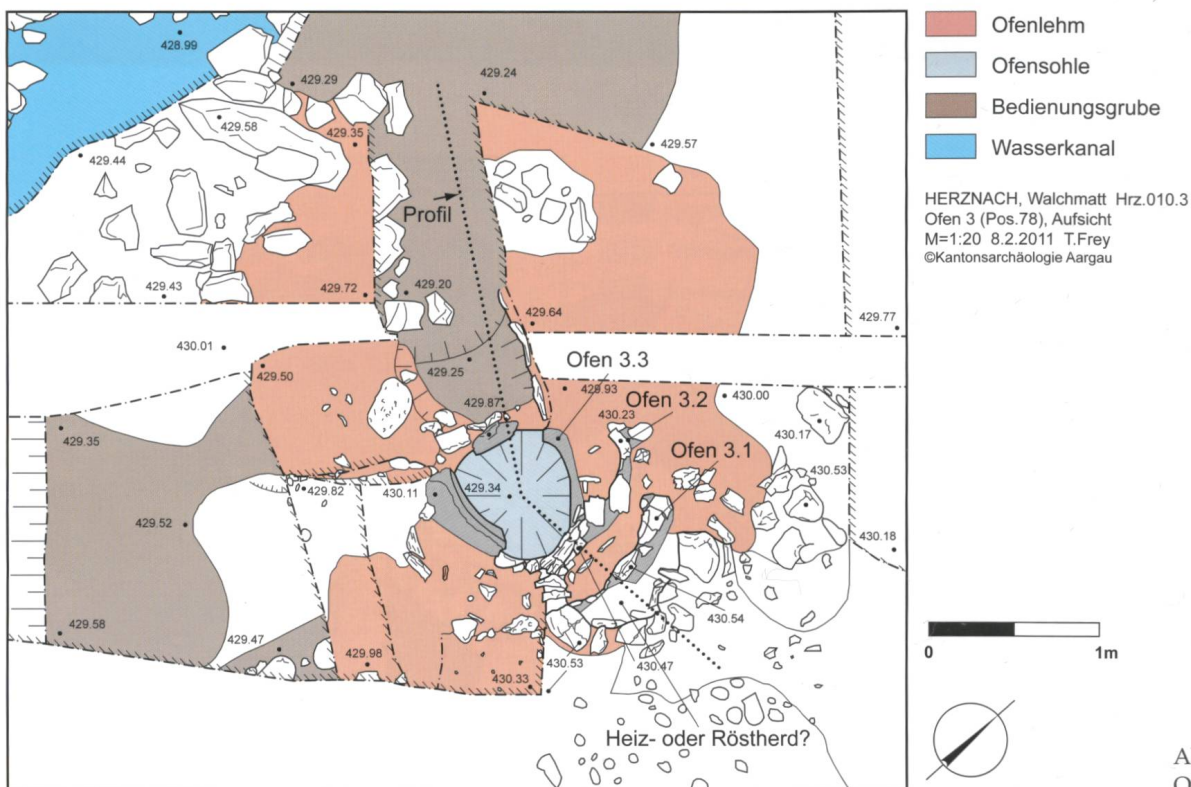 428.99
429.29
429.24
429.58
429.35
429.57
429.44
Profil
429.43
429.72
429.20
429.64
429.77
430.01
429.50
429.25
Ofen 3.3
429.93
430.00
429.35
429.87
430.23
Ofen 3.2
430.17
Ofen 3.1
430.53
429.82
430.11
429.34
429.52
430.18
429.58
429.47
430.54
429.98
430.53
430.47
430.33
Heiz- oder Röstherd?
Ofenlehm
Ofensohle
Bedienungsgrube
Wasserkanal
HERZNACH, Walchmatt Hrz.010.3
Ofen 3 (Pos.78), Aufsicht
M=1:20 8.2.2011 T.Frey
©Kantonsarchäologie Aargau
0 1m
A